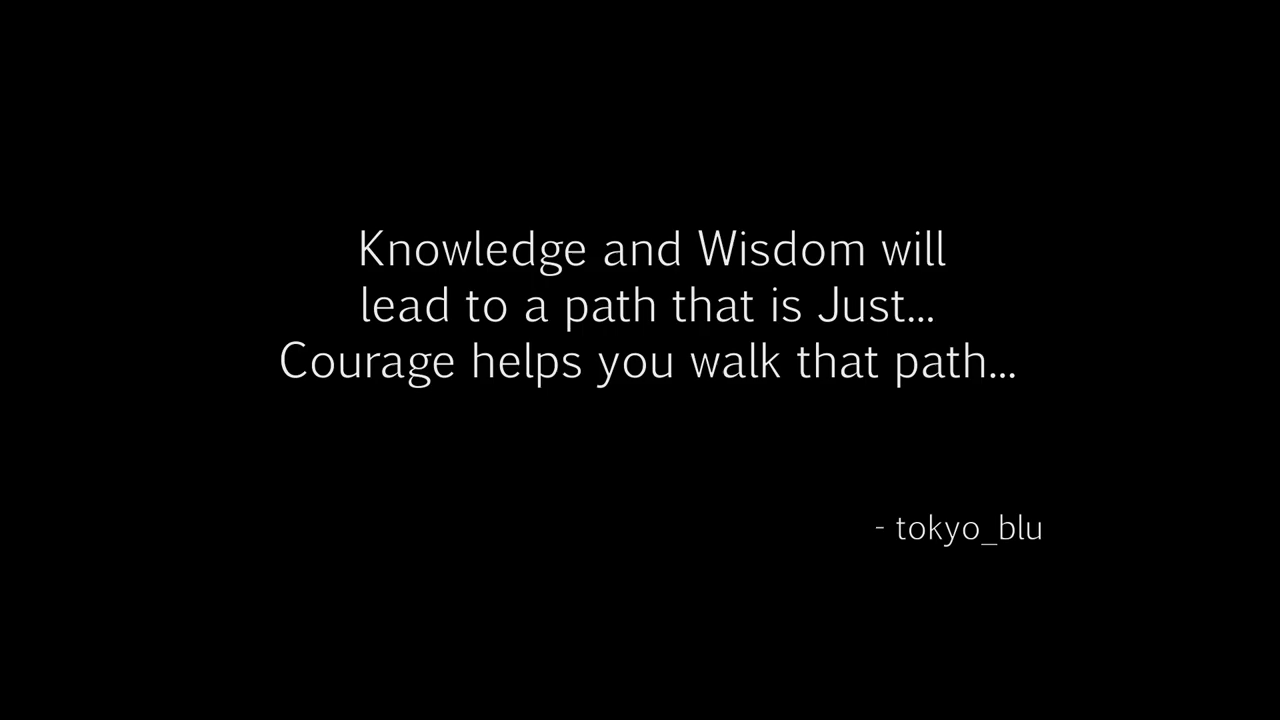 Knowledge and Wisdom will
lead to a path that is Just...
Courage helps you walk that path...
- tokyo_blu